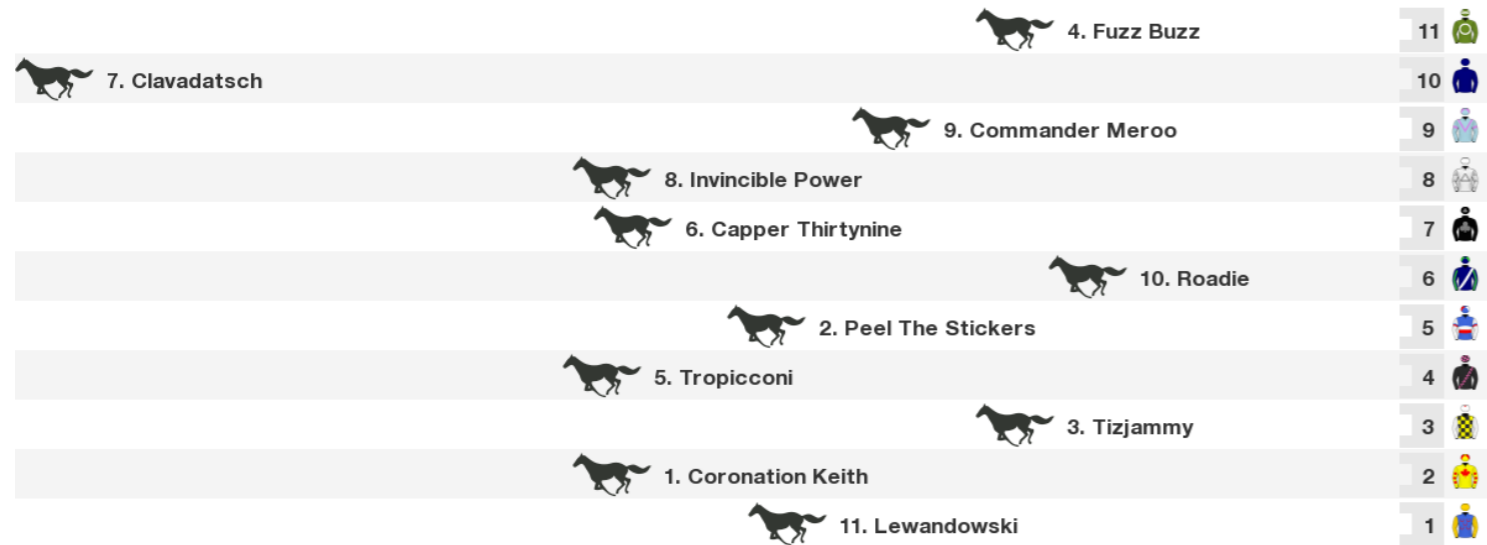 4. Fuzz Buzz 11
7. Clavadatsch 10
9. Commander Meroo 9
8. Invincible Power 8
6. Capper Thirtynine 7
10. Roadie 6
2. Peel The Stickers 5
5. Tropicconi 4
3. Tizjammy 3
1. Coronation Keith 2
11. Lewandowski 1